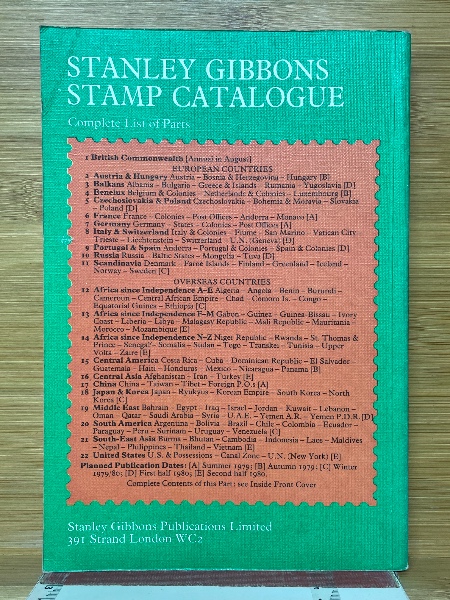 STANLEY GIBBONS
STAMP CATALOGUE
Complete List of Parts
1 British Commonwealth [Annual in August]
EUROPEAN COUNTRIES
2 Austria & Hungary Austria – Bosnia & Herzegovina – Hungary [B]
3 Balkans Albania – Bulgaria – Greece & Islands – Rumania – Yugoslavia [D]
4 Benelux Belgium & Colonies – Netherlands & Colonies – Luxembourg [B]
5 Czechoslovakia & Poland Czechoslovakia – Bohemia & Moravia – Slovakia
– Poland [D]
6 France France – Colonies – Post Offices – Andorra – Monaco [A]
7 Germany Germany – States – Colonies – Post Offices [A]
8 Italy & Switzerland Italy & Colonies – Fiume – San Marino – Vatican City
Trieste – Liechtenstein – Switzerland – U.N. (Geneva) [D]
9 Portugal & Spain Andorra – Portugal & Colonies – Spain & Colonies [D]
10 Russia Russia – Baltic States – Mongolia – Tuva [D]
11 Scandinavia Denmark – Faroe Islands – Finland – Greenland – Iceland –
Norway – Sweden [C]
OVERSEAS COUNTRIES
12 Africa since Independence A–E Algeria – Angola – Benin – Burundi –
Cameroun – Central African Empire – Chad – Comoro Is. – Congo –
Equatorial Guinea – Ethiopia [C]
13 Africa since Independence F–M Gabon – Guinea – Guinea-Bissau – Ivory
Coast – Liberia – Libya – Malagasy Republic – Mali Republic – Mauritania –
Morocco – Mozambique [E]
14 Africa since Independence N–Z Niger Republic – Rwanda – St. Thomas &
Prince – Senegal – Somalia – Sudan – Togo – Transkei – Tunisia – Upper
Volta – Zaire [E]
15 Central America Costa Rica – Cuba – Dominican Republic – El Salvador –
Guatemala – Haiti – Honduras – Mexico – Nicaragua – Panama [B]
16 Central Asia Afghanistan – Iran – Turkey [E]
17 China China – Taiwan – Tibet – Foreign P.O.s [A]
18 Japan & Korea Japan – Ryukyus – Korean Empire – South Korea – North
Korea [C]
19 Middle East Bahrain – Egypt – Iraq – Israel – Jordan – Kuwait – Lebanon –
Oman – Qatar – Saudi Arabia – Syria – U.A.E. – Yemen A.R. – Yemen P.D.R. [D]
20 South America Argentina – Bolivia – Brazil – Chile – Colombia – Ecuador –
Paraguay – Peru – Surinam – Uruguay – Venezuela [C]
21 South-East Asia Burma – Bhutan – Cambodia – Indonesia – Laos – Maldives
– Nepal – Philippines – Thailand – Vietnam [E]
22 United States U.S. & Possessions – Canal Zone – U.N. (New York) [E]
Planned Publication Dates: [A] Summer 1979; [B] Autumn 1979; [C] Winter
1979/80; [D] First half 1980; [E] Second half 1980.
Complete Contents of this Part: see Inside Front Cover
Stanley Gibbons Publications Limited
391 Strand London WC2